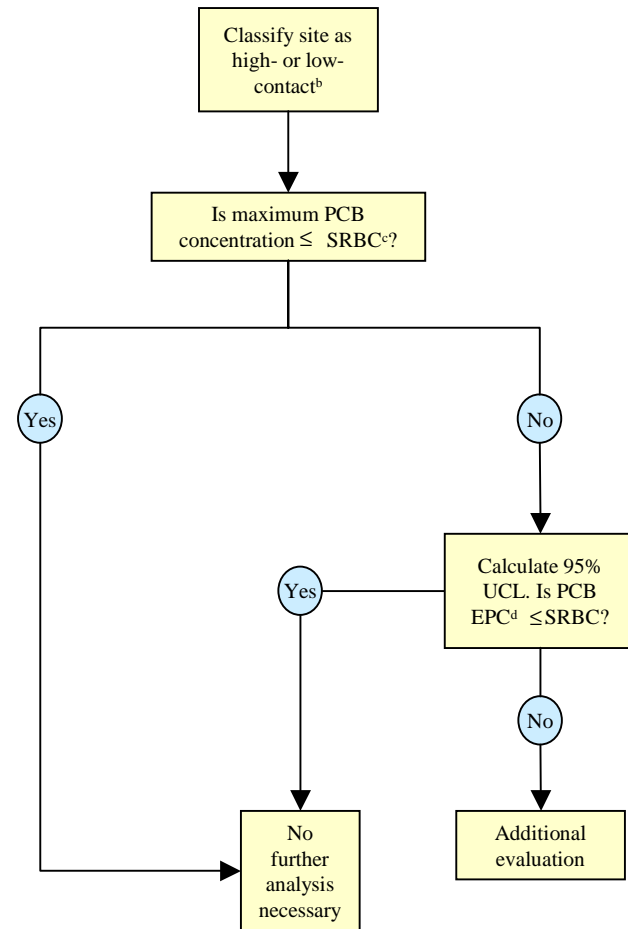 Classify site as
high- or low-
contactᵇ
Is maximum PCB
concentration ≤ SRBCᶜ?
Yes
No
Calculate 95%
UCL. Is PCB
EPCᵈ ≤SRBC?
Yes
No
No
further
analysis
necessary
Additional
evaluation